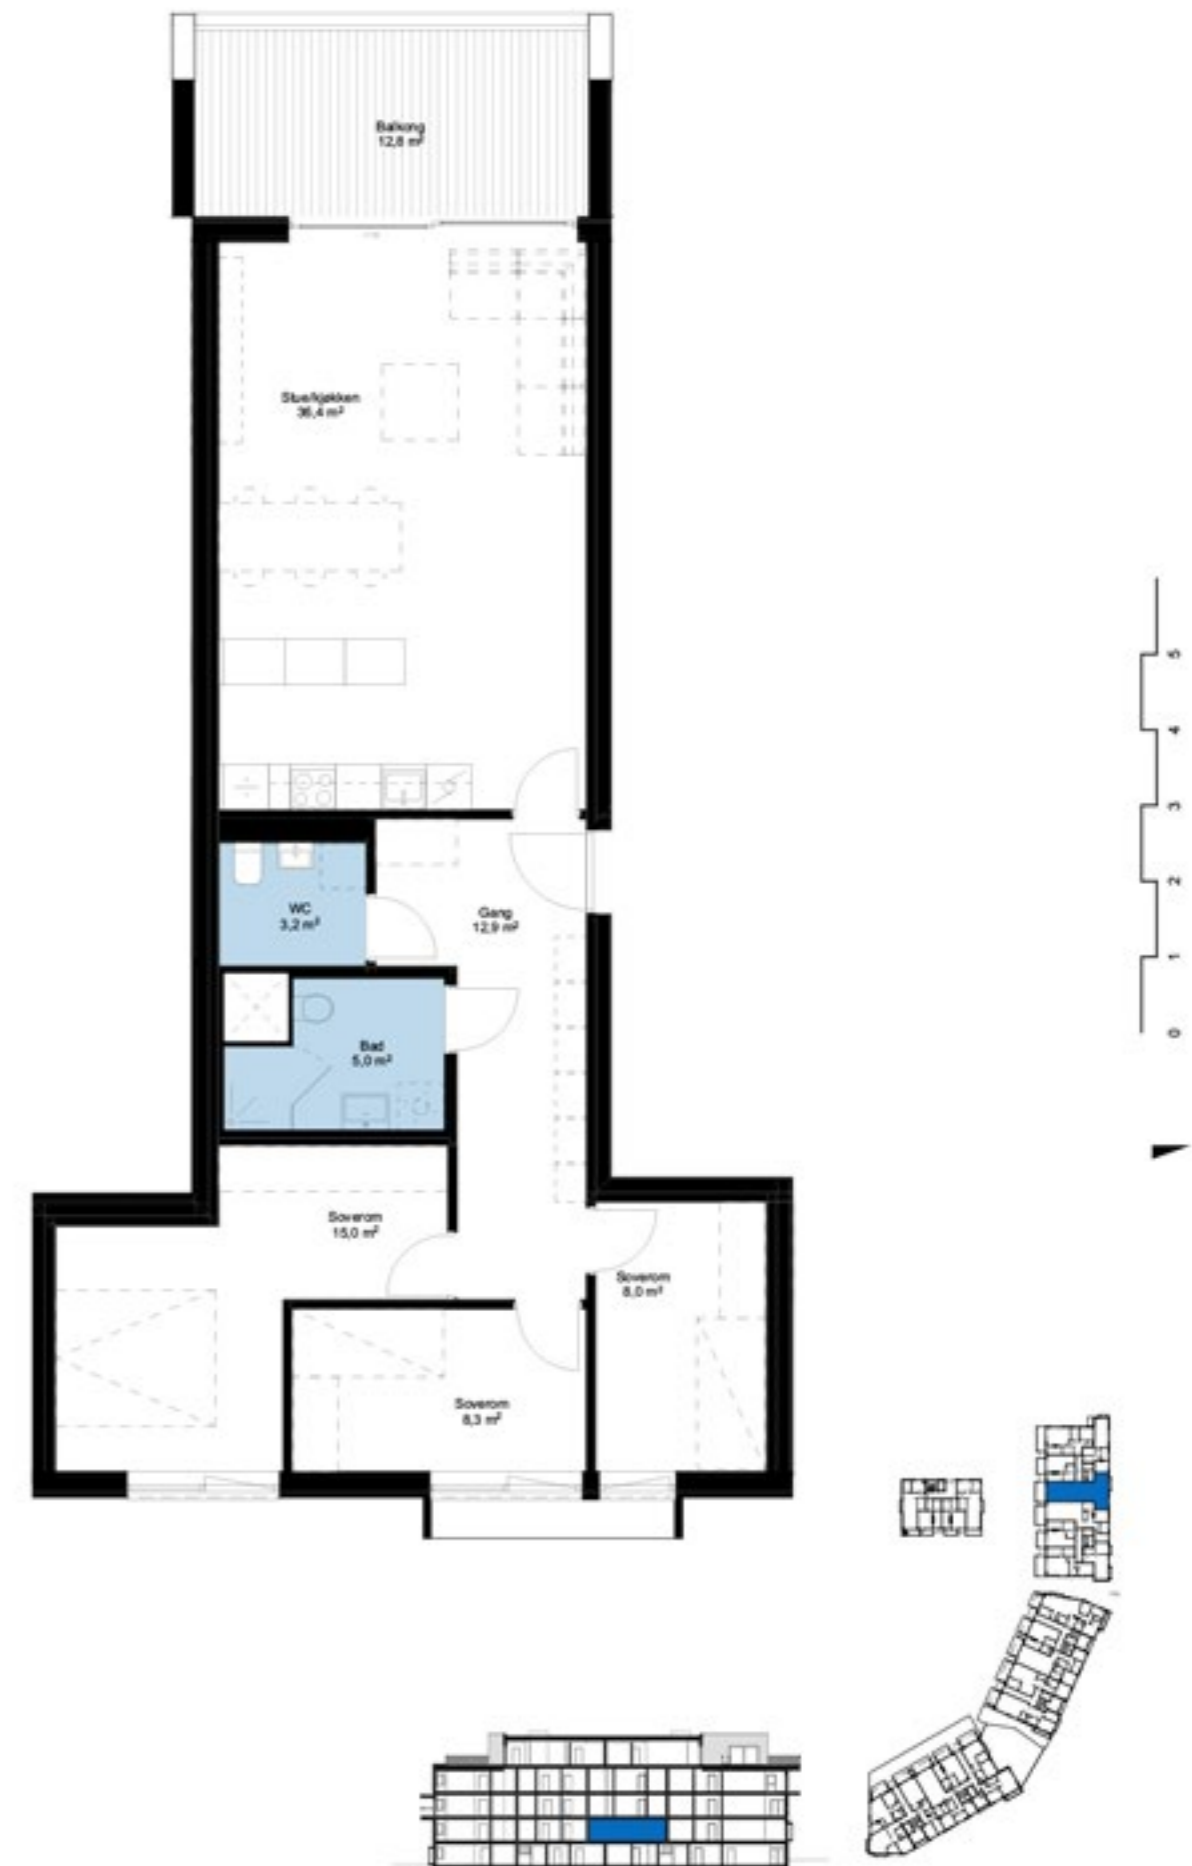 Balkong
12,8 m²
Stue/kjøkken
36,4 m²
WC
3,2 m²
Gang
12,9 m²
Bad
5,0 m²
Soverom
15,0 m²
Soverom
8,0 m²
Soverom
8,3 m²
5
4
3
2
1
0